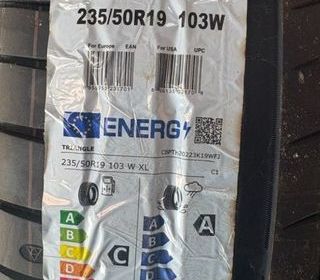 235/50R19 103W
For Europe EAN For USA UPC
ENERG
TRIANGLE
235/50R19 103 W XL C1
A A
B
C C
D